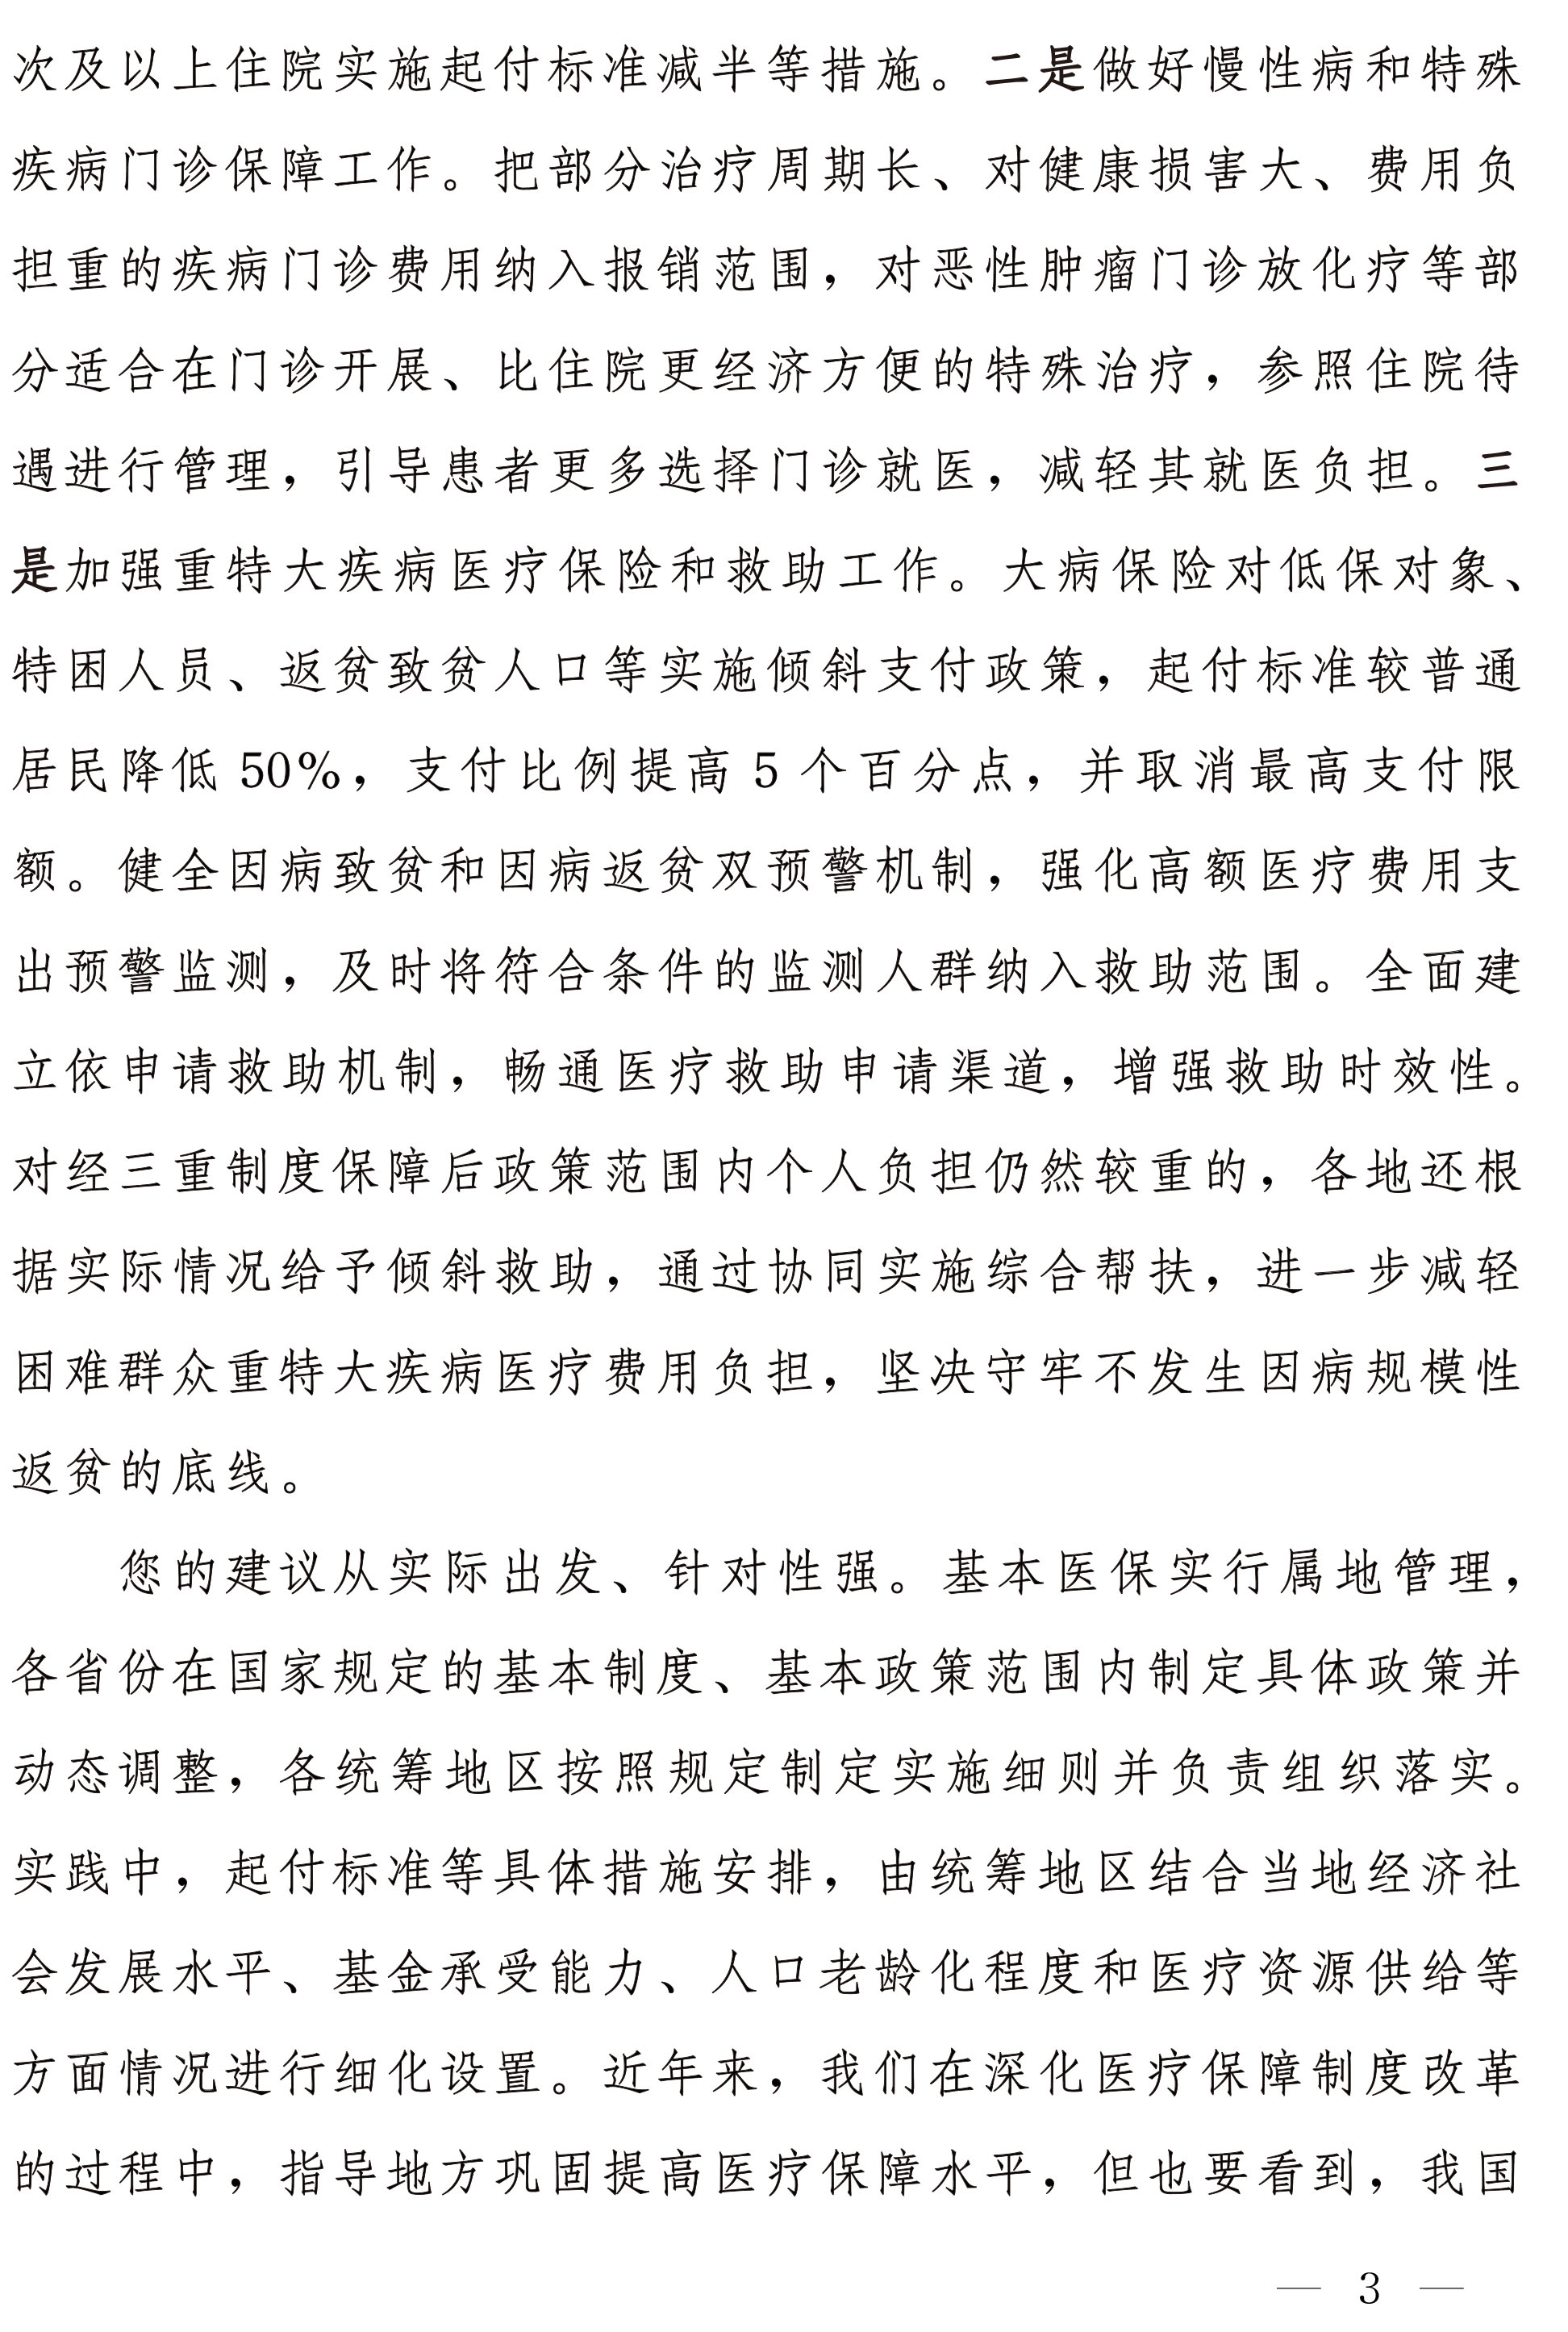 次及以上住院实施起付标准减半等措施。二是做好慢性病和特殊
疾病门诊保障工作。把部分治疗周期长、对健康损害大、费用负
担重的疾病门诊费用纳入报销范围，对恶性肿瘤门诊放化疗等部
分适合在门诊开展、比住院更经济方便的特殊治疗，参照住院待
遇进行管理，引导患者更多选择门诊就医，减轻其就医负担。三
是加强重特大疾病医疗保险和救助工作。大病保险对低保对象、
特困人员、返贫致贫人口等实施倾斜支付政策，起付标准较普通
居民降低 50%，支付比例提高 5 个百分点，并取消最高支付限
额。健全因病致贫和因病返贫双预警机制，强化高额医疗费用支
出预警监测，及时将符合条件的监测人群纳入救助范围。全面建
立依申请救助机制，畅通医疗救助申请渠道，增强救助时效性。
对经三重制度保障后政策范围内个人负担仍然较重的，各地还根
据实际情况给予倾斜救助，通过协同实施综合帮扶，进一步减轻
困难群众重特大疾病医疗费用负担，坚决守牢不发生因病规模性
返贫的底线。
您的建议从实际出发、针对性强。基本医保实行属地管理，
各省份在国家规定的基本制度、基本政策范围内制定具体政策并
动态调整，各统筹地区按照规定制定实施细则并负责组织落实。
实践中，起付标准等具体措施安排，由统筹地区结合当地经济社
会发展水平、基金承受能力、人口老龄化程度和医疗资源供给等
方面情况进行细化设置。近年来，我们在深化医疗保障制度改革
的过程中，指导地方巩固提高医疗保障水平，但也要看到，我国
— 3 —